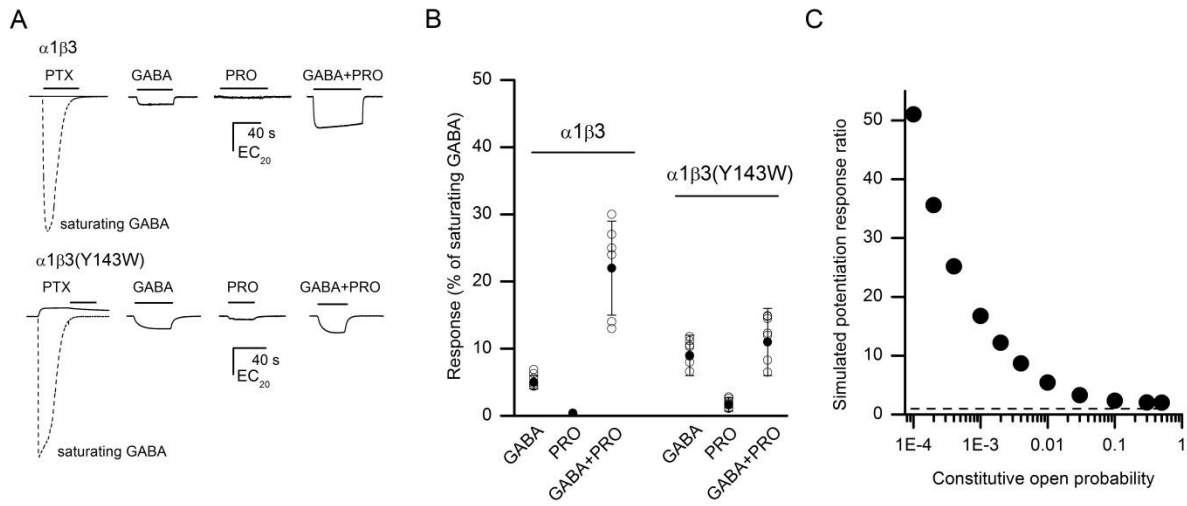 A
α1β3
PTX GABA PRO GABA+PRO
40 s
EC20
saturating GABA
α1β3(Y143W)
PTX GABA PRO GABA+PRO
40 s
EC20
saturating GABA
B
Response (% of saturating GABA)
50
40
30
20
10
0
α1β3
α1β3(Y143W)
GABA PRO GABA+PRO GABA PRO GABA+PRO
C
Simulated potentiation response ratio
50
40
30
20
10
0
1E-4 1E-3 0.01 0.1 1
Constitutive open probability